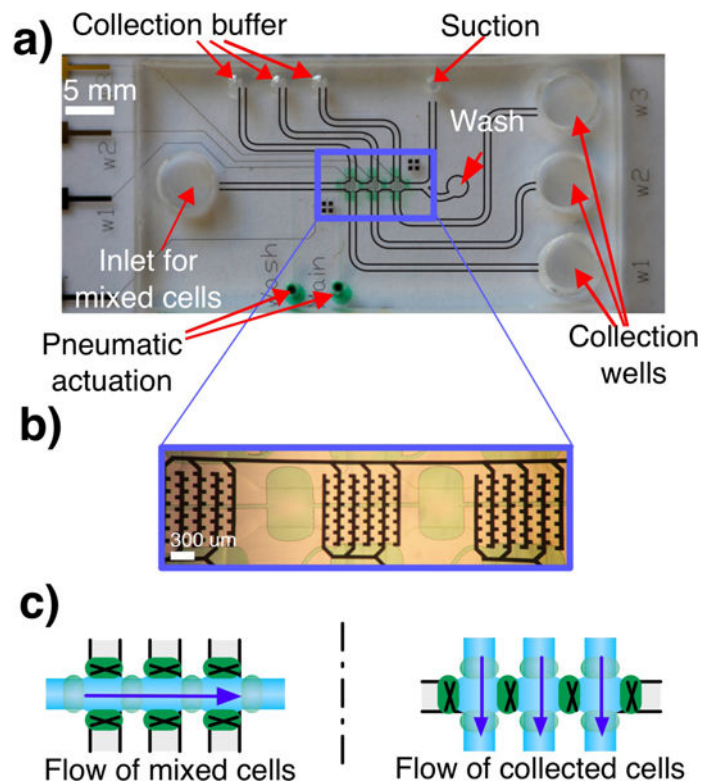 a)
Collection buffer
Suction
5 mm
Wash
w3
w2
w2
w1
w1
Inlet for
mixed cells
Pneumatic
actuation
Collection
wells
b)
300 um
c)
Flow of mixed cells
Flow of collected cells